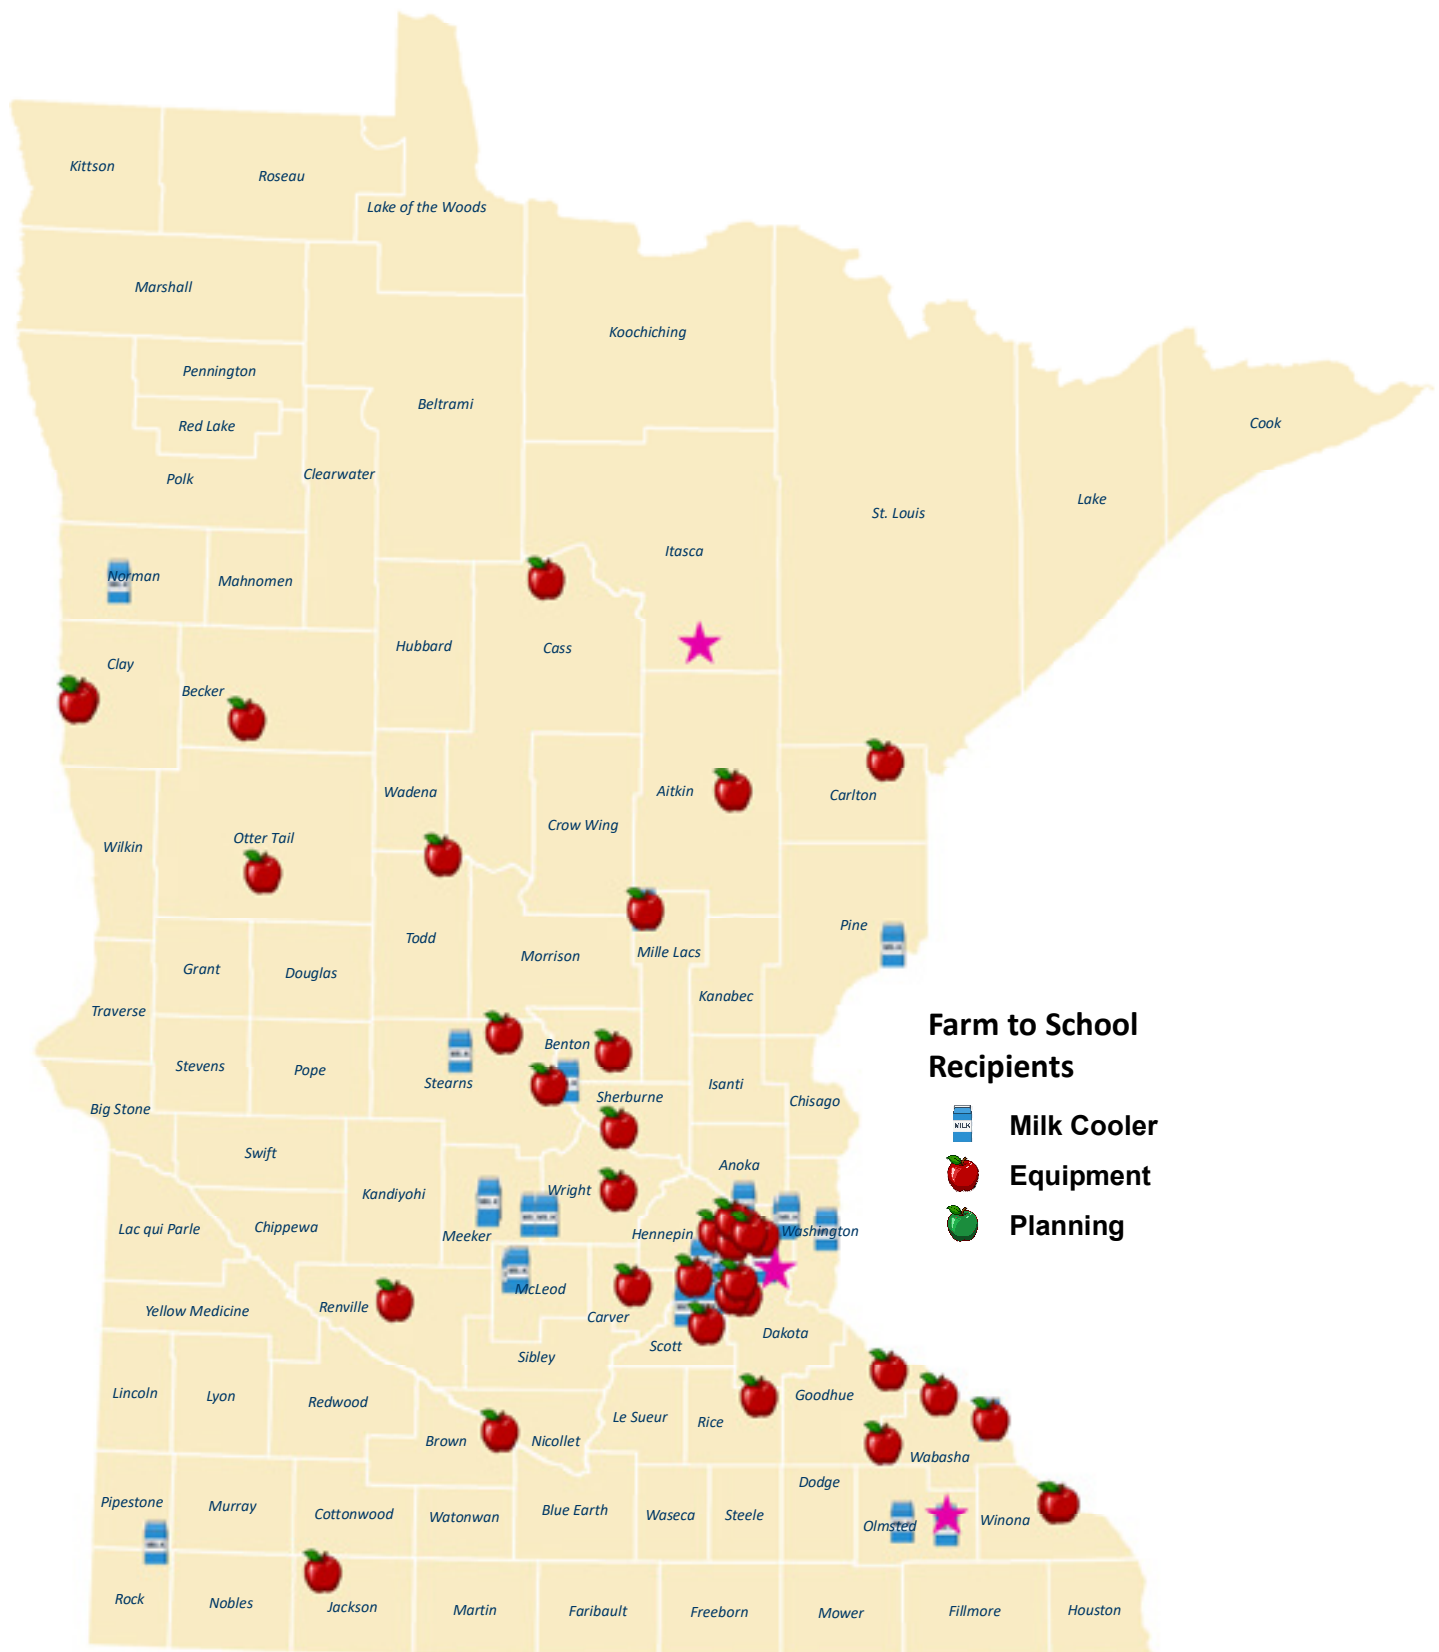 Kittson
Roseau
Lake of the Woods
Marshall
Koochiching
Pennington
Beltrami
Red Lake
Cook
Clearwater
Polk
Lake
St. Louis
Itasca
Norman
Mahnomen
Hubbard
Cass
Clay
Becker
Wadena
Aitkin
Carlton
Crow Wing
Otter Tail
Wilkin
Pine
Todd
Mille Lacs
Morrison
Grant
Douglas
Kanabec
Traverse
Farm to School
Recipients
Benton
Stevens
Pope
Stearns
Isanti
Sherburne
Chisago
Big Stone
MILK
Milk Cooler
Swift
Anoka
Equipment
Wright
Kandiyohi
Lac qui Parle
Chippewa
Meeker
Hennepin
Washington
Planning
McLeod
Yellow Medicine
Renville
Carver
Dakota
Scott
Sibley
Lincoln
Lyon
Redwood
Goodhue
Le Sueur
Rice
Brown
Nicollet
Wabasha
Dodge
Pipestone
Murray
Cottonwood
Watonwan
Blue Earth
Waseca
Steele
Olmsted
Winona
Rock
Nobles
Jackson
Martin
Faribault
Freeborn
Mower
Fillmore
Houston